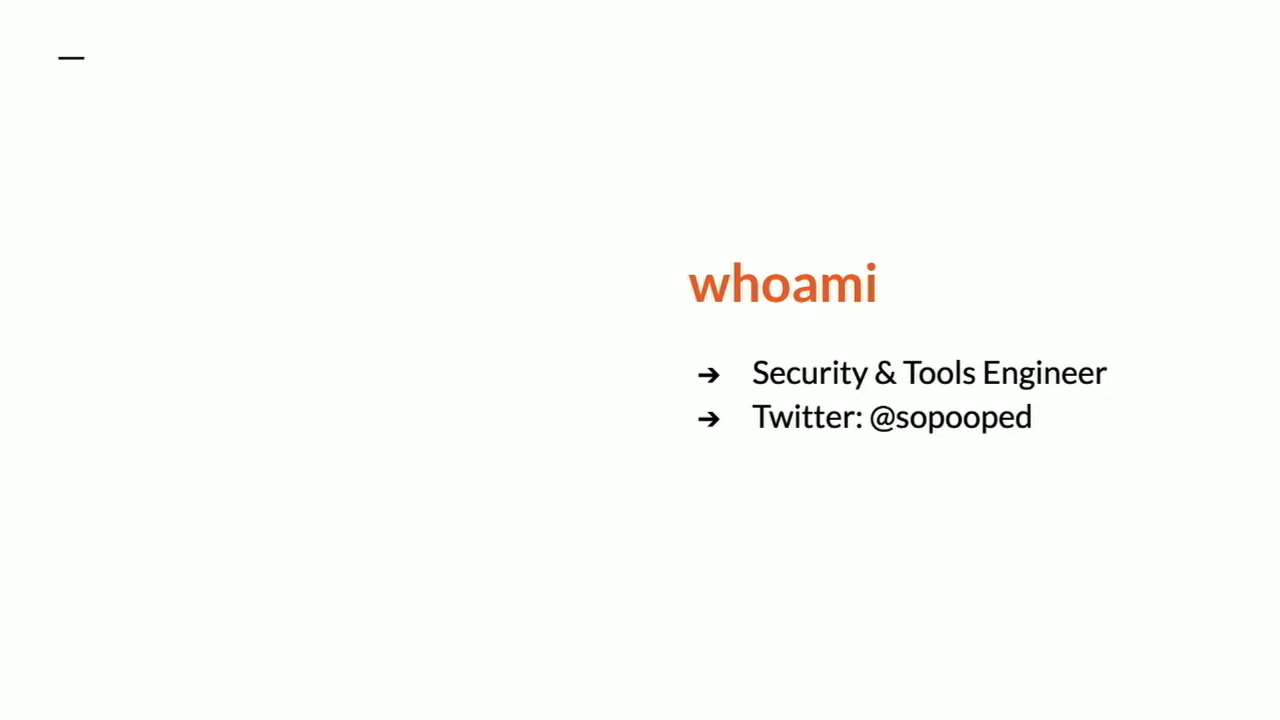 whoami
➔ Security & Tools Engineer
➔ Twitter: @sopooped